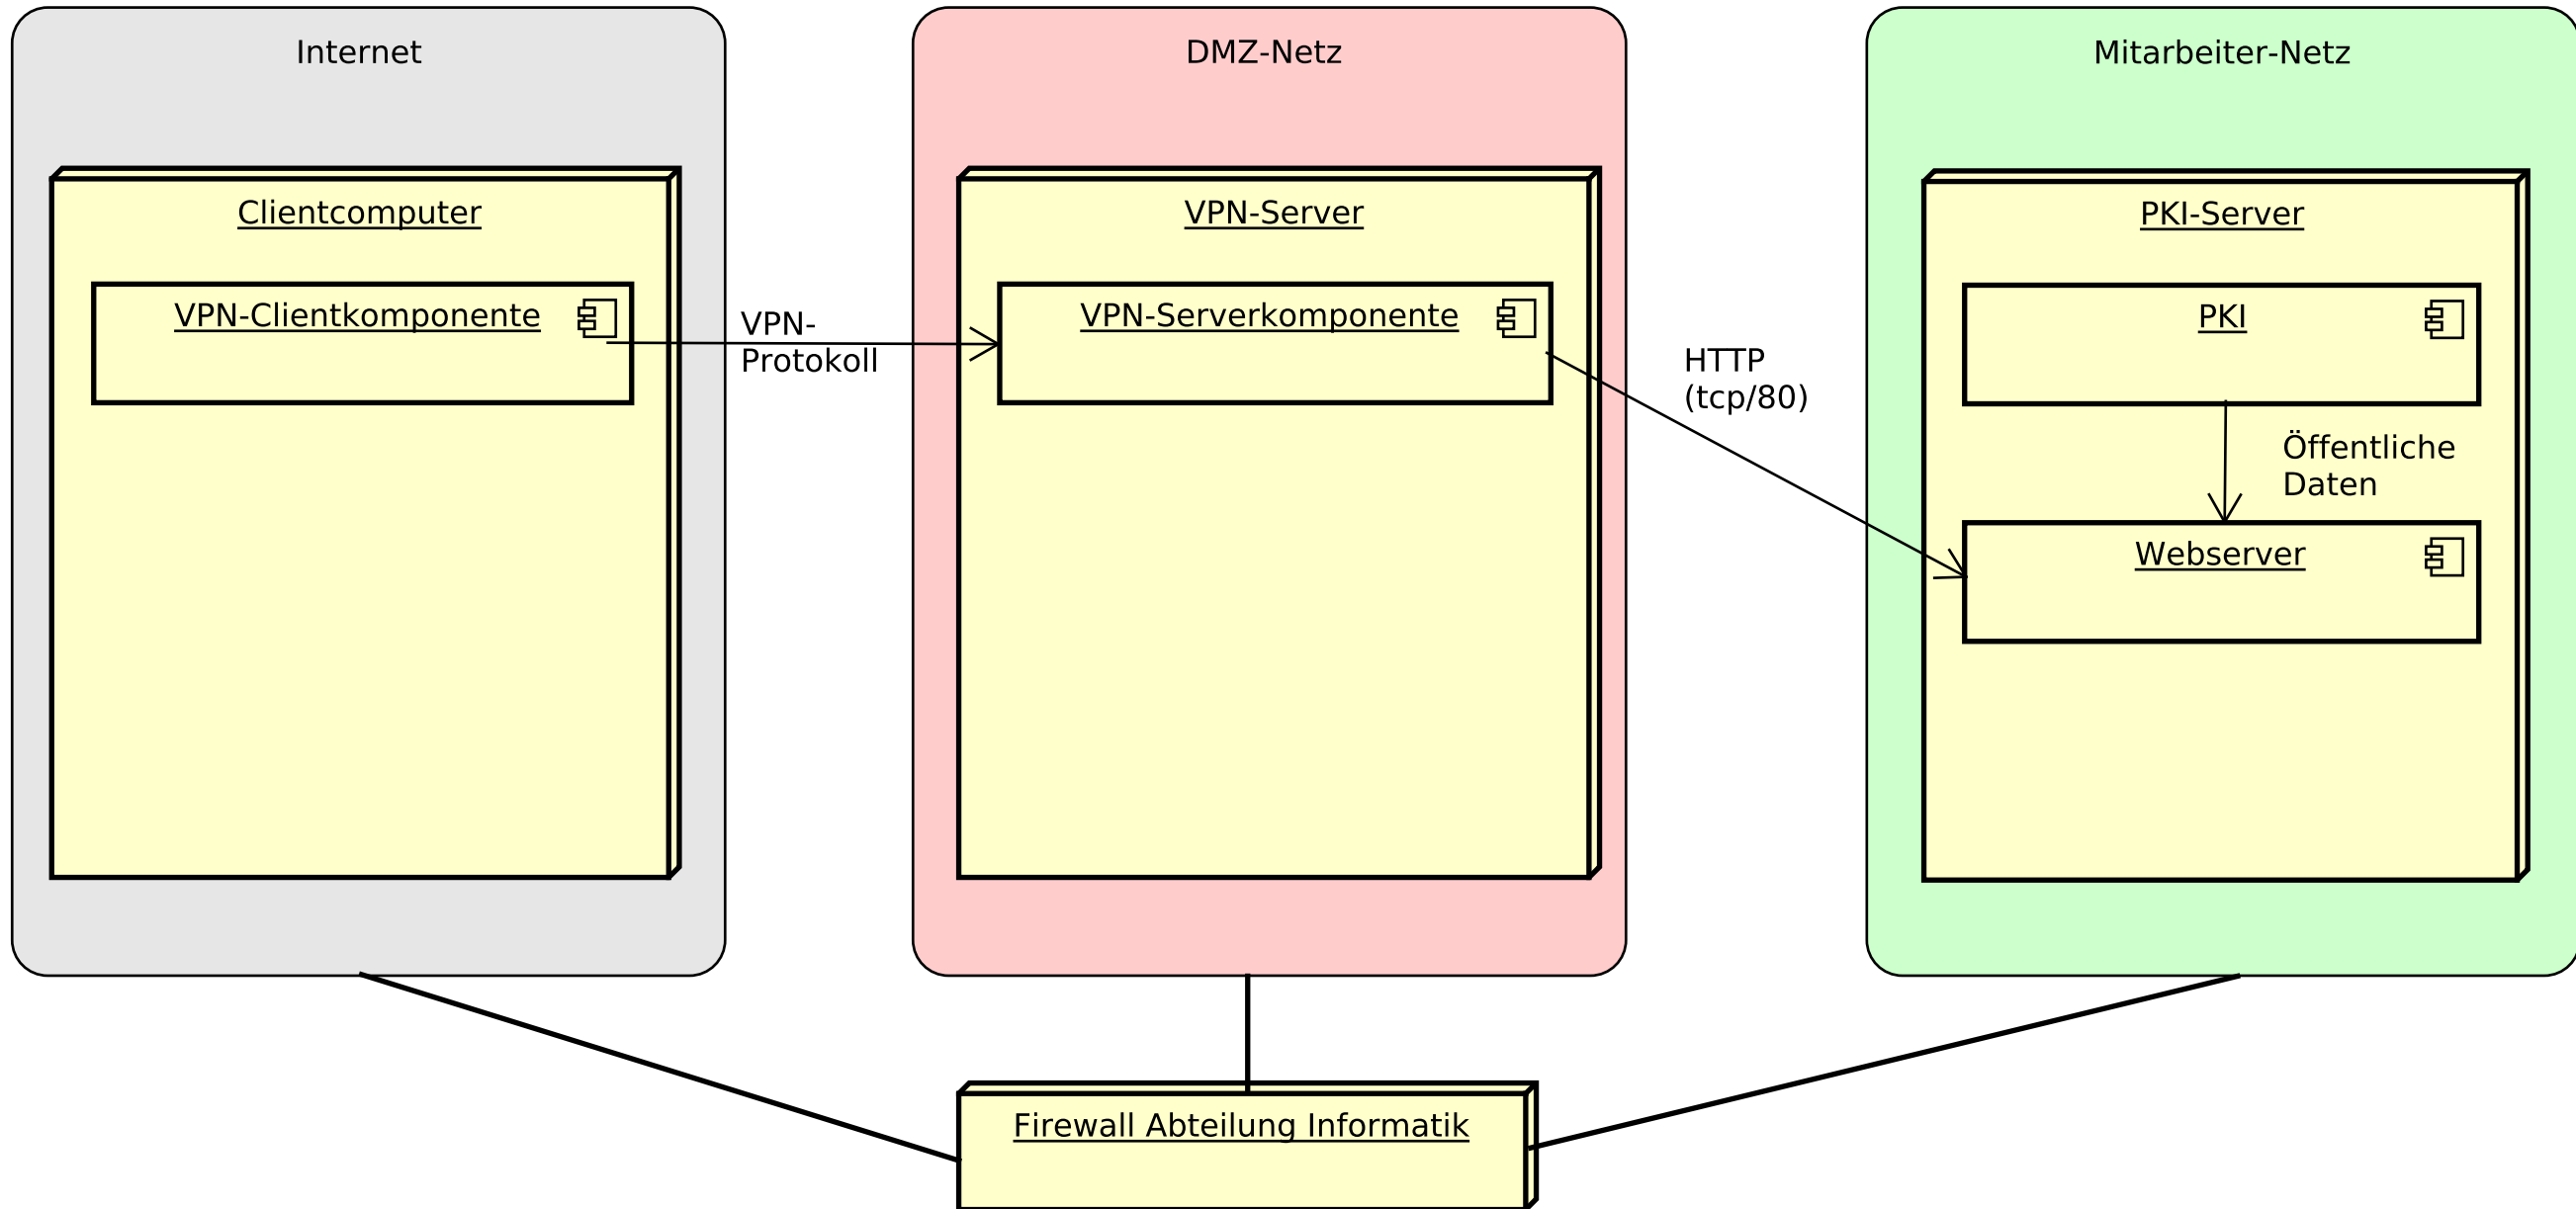 Internet
DMZ-Netz
Mitarbeiter-Netz
Clientcomputer
VPN-Server
PKI-Server
VPN-Clientkomponente
VPN-
Protokoll
VPN-Serverkomponente
HTTP
(tcp/80)
PKI
Öffentliche
Daten
Webserver
Firewall Abteilung Informatik